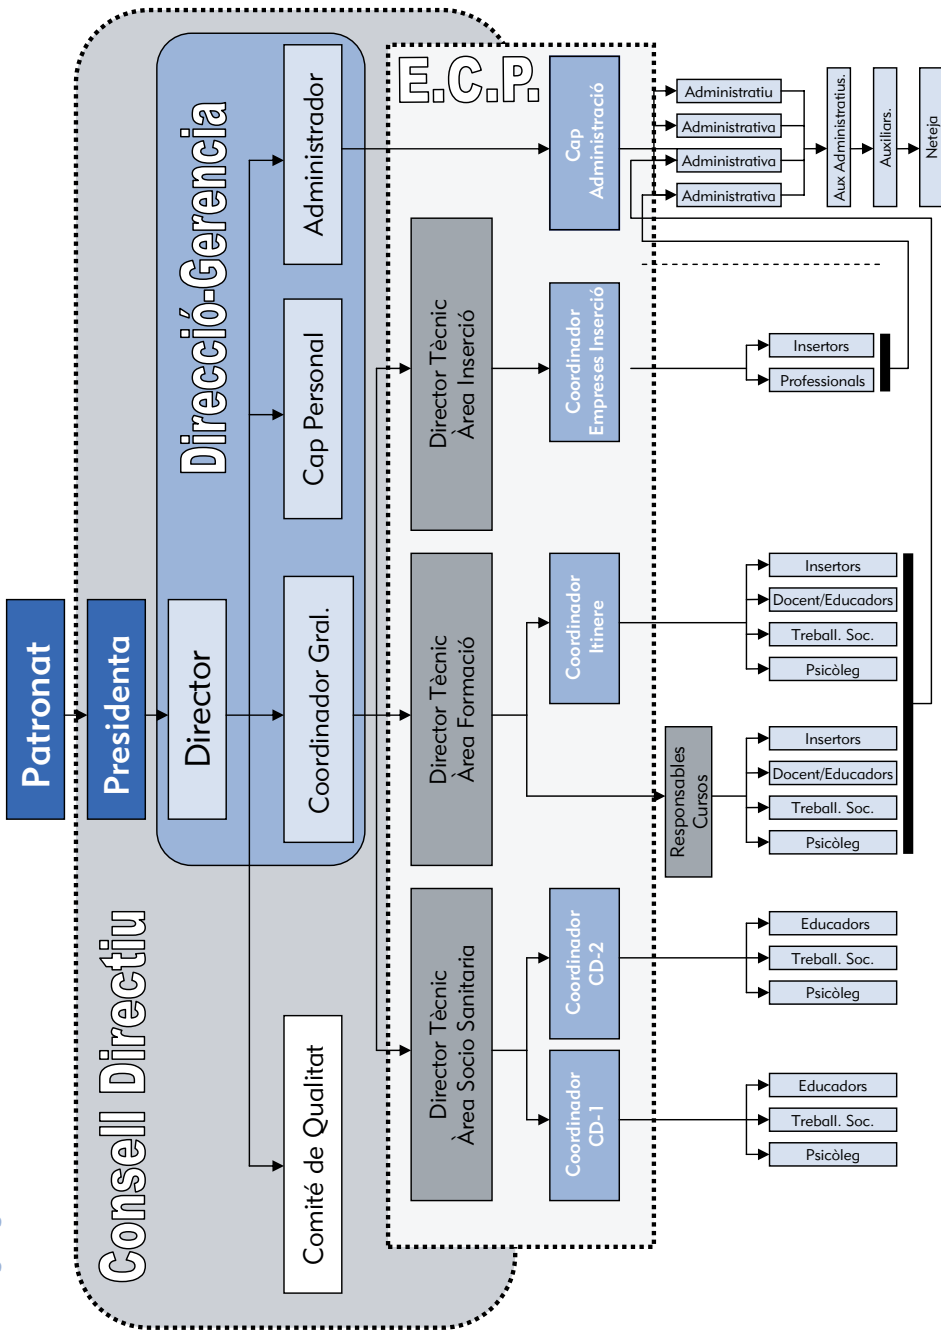 Patronat
Presidenta
Consell Directiu
Direcció-Gerencia
Director
Comité de Qualitat
Coordinador Gral.
Cap Personal
Administrador
E.C.P.
Director Tècnic
Àrea Socio Sanitaria
Director Tècnic
Àrea Formació
Director Tècnic
Àrea Inserció
Coordinador
CD-1
Coordinador
CD-2
Coordinador
Itinere
Coordinador
Empreses Inserció
Cap
Administració
Responsables
Cursos
Psicòleg
Treball. Soc.
Educadors
Psicòleg
Treball. Soc.
Educadors
Psicòleg
Treball. Soc.
Docent/Educadors
Insertors
Psicòleg
Treball. Soc.
Docent/Educadors
Insertors
Professionals
Insertors
Administrativa
Administrativa
Administrativa
Administratiu
Aux Administratius.
Auxiliars.
Neteja